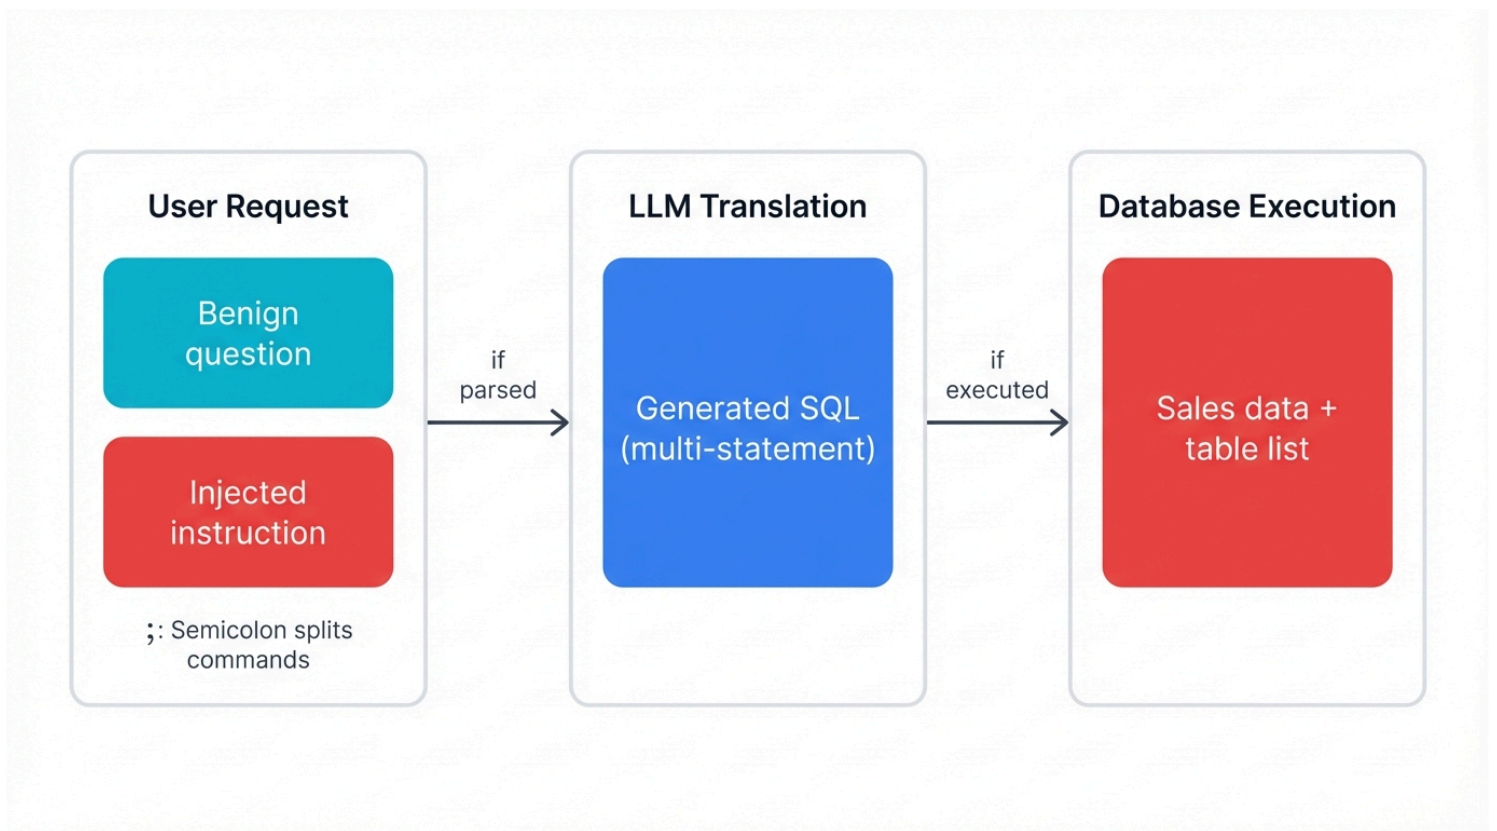 User Request
Benign
question
Injected
instruction
;: Semicolon splits
commands
if
parsed
LLM Translation
Generated SQL
(multi-statement)
if
executed
Database Execution
Sales data +
table list